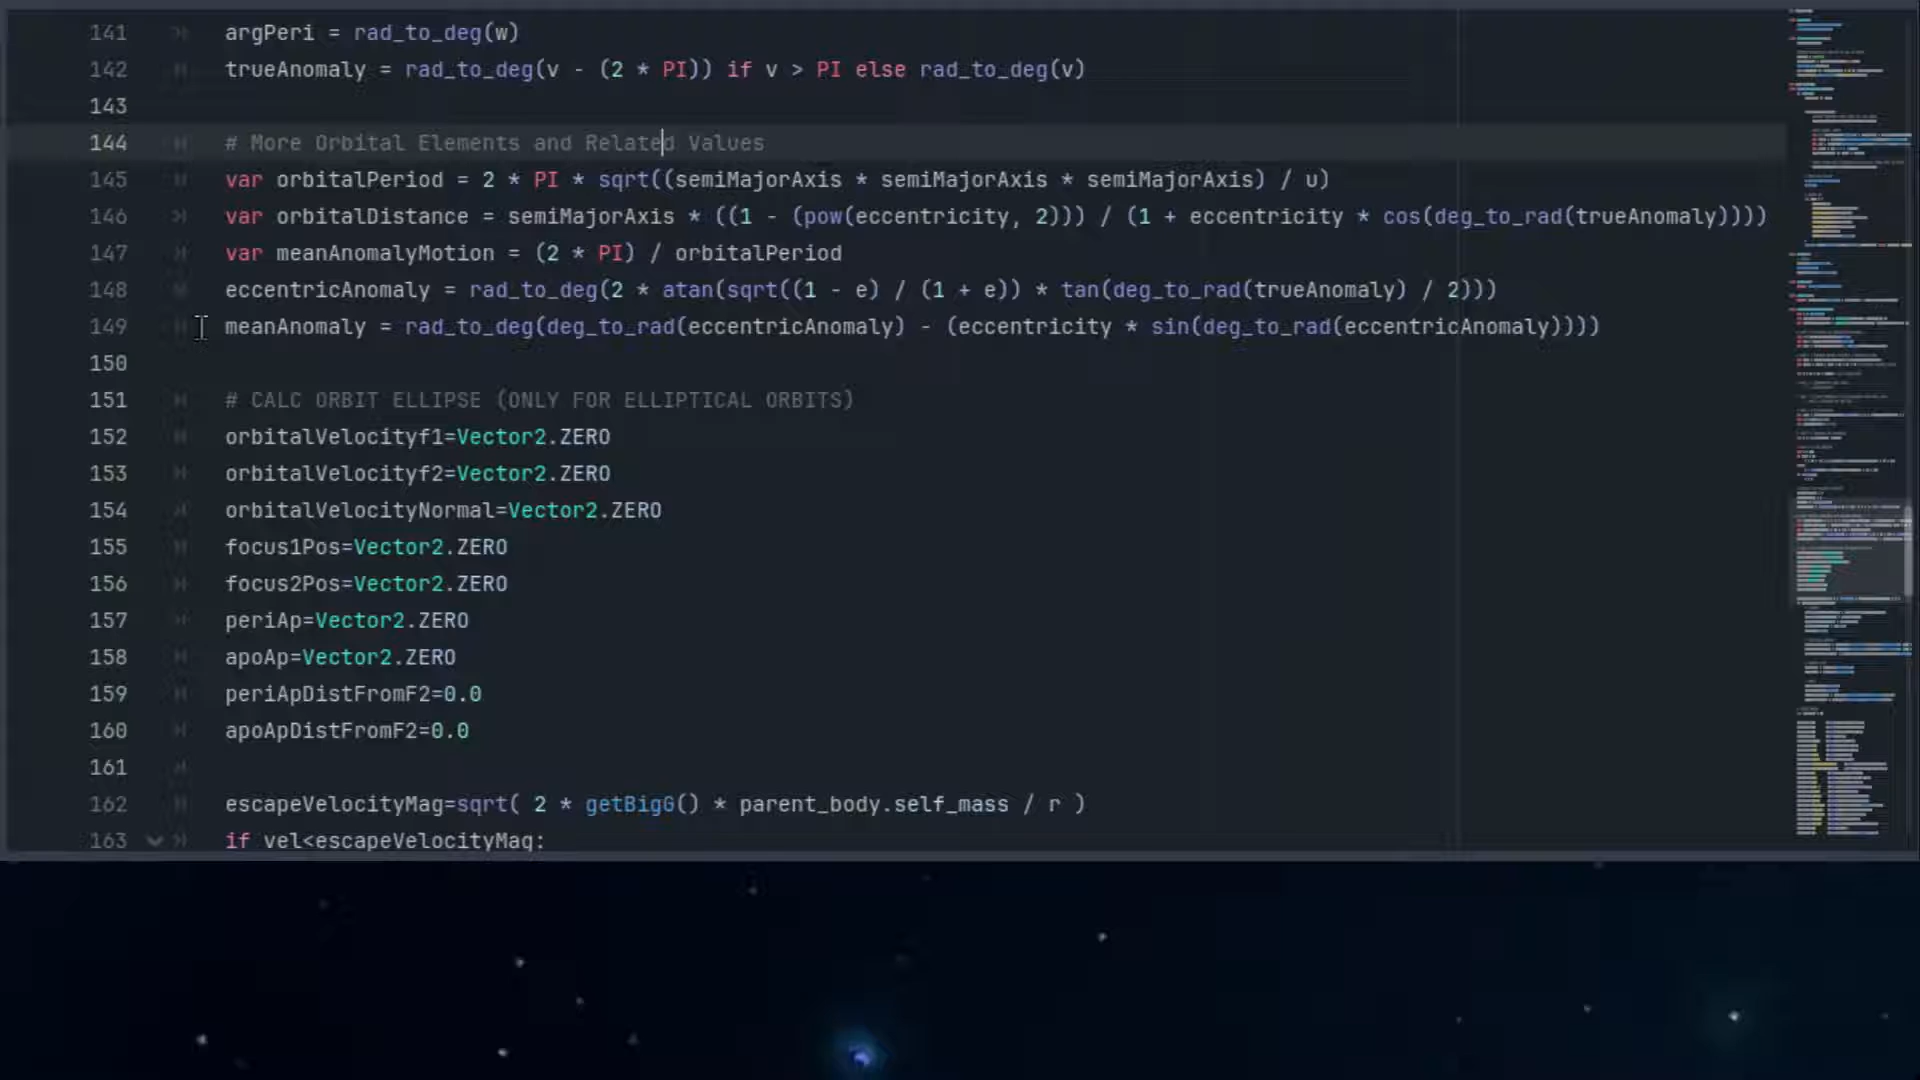 141 argPeri = rad_to_deg(w)
142 trueAnomaly = rad_to_deg(v - (2 * PI)) if v > PI else rad_to_deg(v)
143
144 # More Orbital Elements and Related Values
145 var orbitalPeriod = 2 * PI * sqrt((semiMajorAxis * semiMajorAxis * semiMajorAxis) / u)
146 var orbitalDistance = semiMajorAxis * ((1 - (pow(eccentricity, 2))) / (1 + eccentricity * cos(deg_to_rad(trueAnomaly))))
147 var meanAnomalyMotion = (2 * PI) / orbitalPeriod
148 eccentricAnomaly = rad_to_deg(2 * atan(sqrt((1 - e) / (1 + e)) * tan(deg_to_rad(trueAnomaly) / 2)))
149 meanAnomaly = rad_to_deg(deg_to_rad(eccentricAnomaly) - (eccentricity * sin(deg_to_rad(eccentricAnomaly))))
150
151 # CALC ORBIT ELLIPSE (ONLY FOR ELLIPTICAL ORBITS)
152 orbitalVelocityf1=Vector2.ZERO
153 orbitalVelocityf2=Vector2.ZERO
154 orbitalVelocityNormal=Vector2.ZERO
155 focus1Pos=Vector2.ZERO
156 focus2Pos=Vector2.ZERO
157 periAp=Vector2.ZERO
158 apoAp=Vector2.ZERO
159 periApDistFromF2=0.0
160 apoApDistFromF2=0.0
161
162 escapeVelocityMag=sqrt( 2 * getBigG() * parent_body.self_mass / r )
163 if vel<escapeVelocityMag: